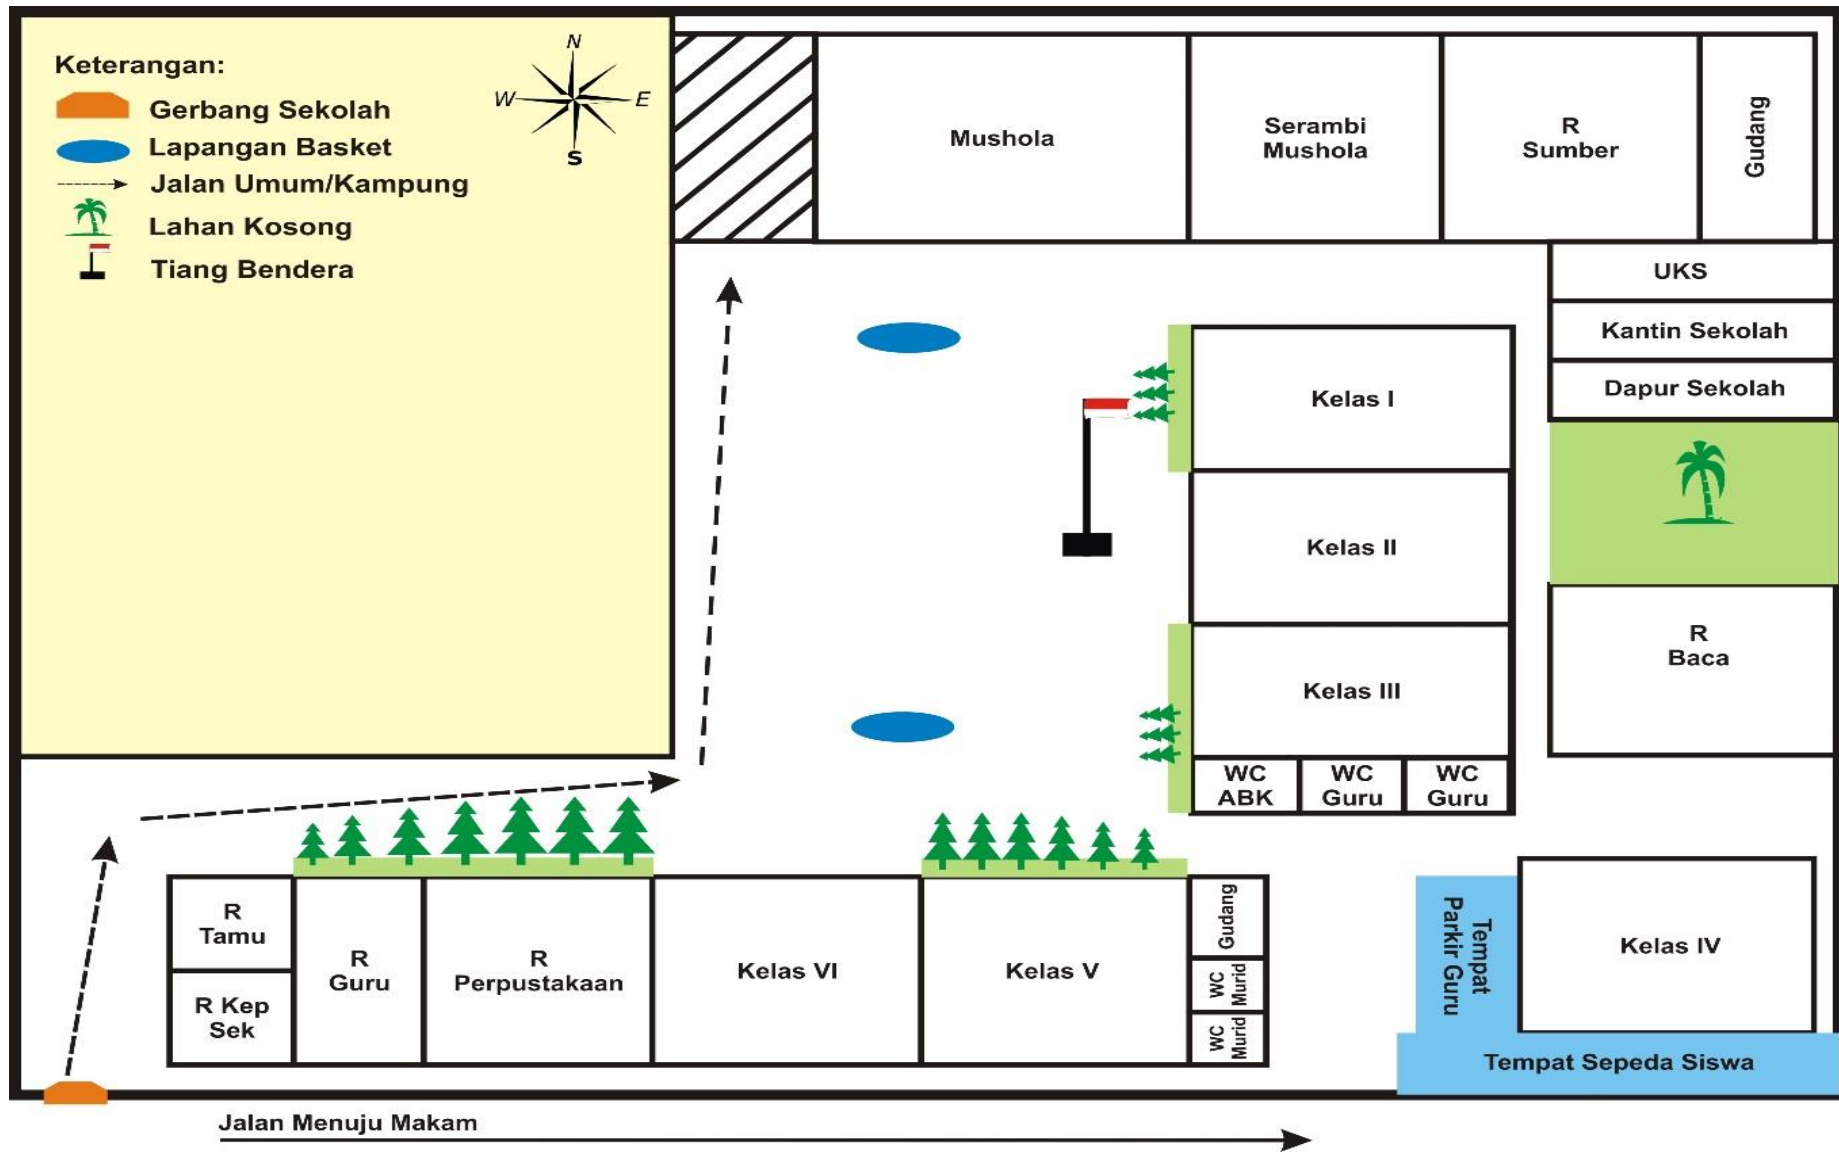 N
W
E
S
Keterangan:
Gerbang Sekolah
Lapangan Basket
Jalan Umum/Kampung
Lahan Kosong
Tiang Bendera
Mushola
Serambi
Mushola
R
Sumber
Gudang
UKS
Kantin Sekolah
Dapur Sekolah
Kelas I
Kelas II
Kelas III
R
Baca
WC
ABK
WC
Guru
WC
Guru
R
Tamu
R Kep
Sek
R
Guru
R
Perpustakaan
Kelas VI
Kelas V
Gudang
WC
Murid
WC
Murid
Tempat
Parkir Guru
Kelas IV
Tempat Sepeda Siswa
Jalan Menuju Makam